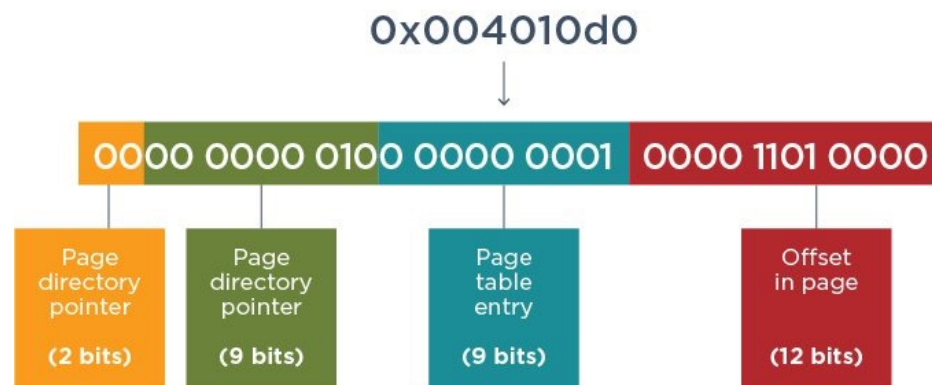 0x004010d0
0000 0000 0100 0000 0001 0000 1101 0000
Page
directory
pointer
(2 bits)
Page
directory
pointer
(9 bits)
Page
table
entry
(9 bits)
Offset
in page
(12 bits)